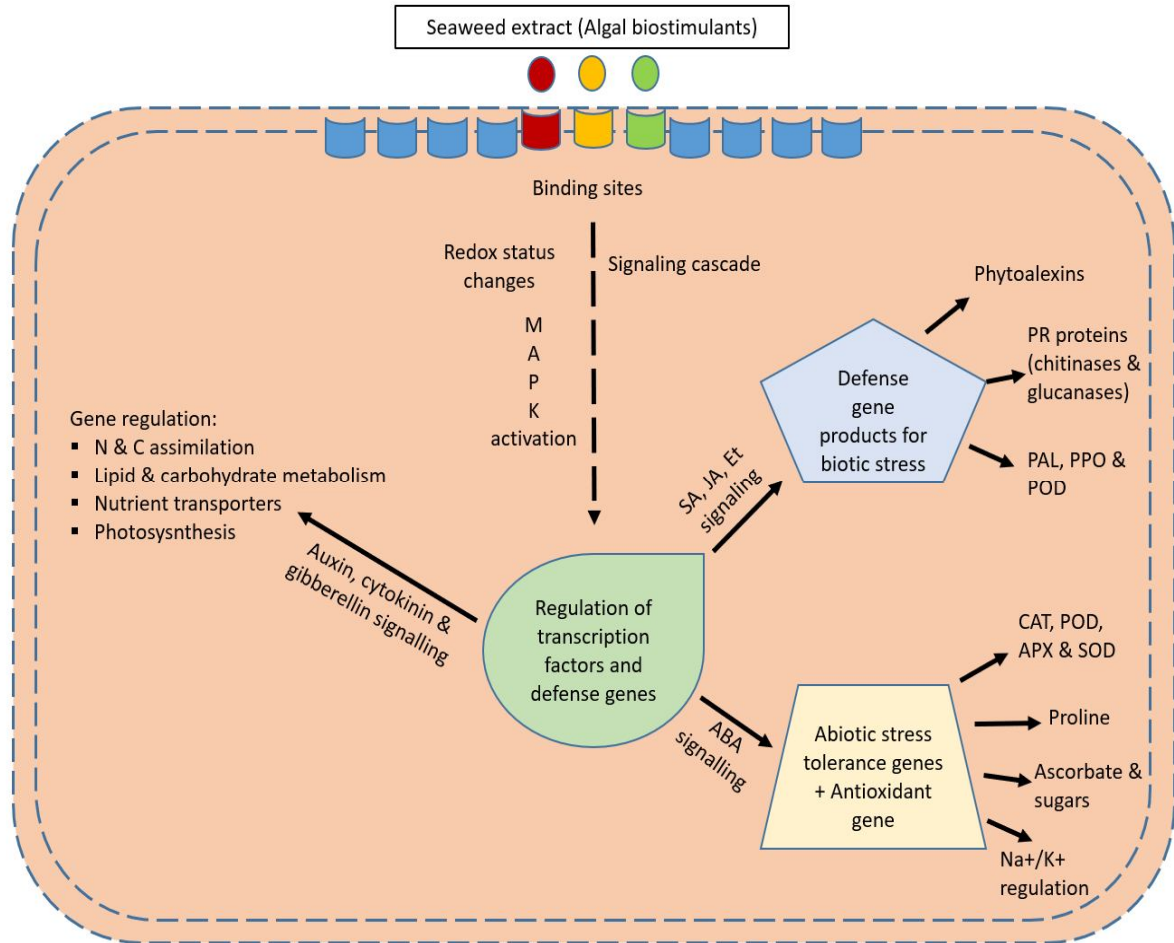 Seaweed extract (Algal biostimulants)
Binding sites
Redox status
changes
Signaling cascade
M
A
P
K
activation
Gene regulation:
▪ N & C assimilation
▪ Lipid & carbohydrate metabolism
▪ Nutrient transporters
▪ Photosysnthesis
Auxin, cytokinin &
gibberellin signalling
Regulation of
transcription
factors and
defense genes
SA, JA, Et
signaling
Defense
gene
products for
biotic stress
Phytoalexins
PR proteins
(chitinases &
glucanases)
PAL, PPO &
POD
ABA
signalling
Abiotic stress
tolerance genes
+ Antioxidant
gene
CAT, POD,
APX & SOD
Proline
Ascorbate &
sugars
Na+/K+
regulation